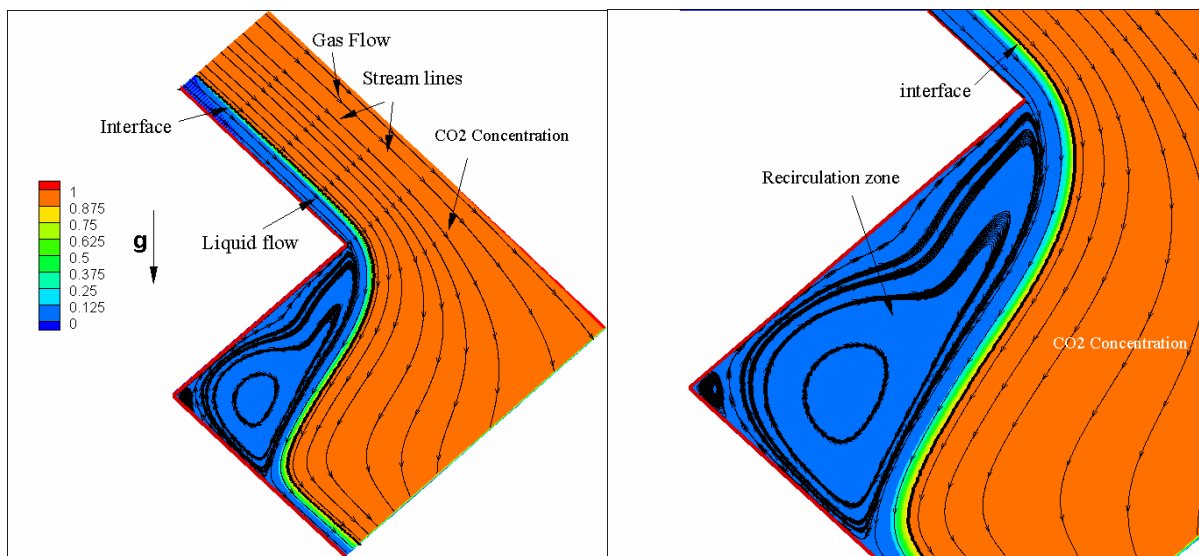 Gas Flow
Stream lines
Interface
CO2 Concentration
1
0.875
0.75
0.625
0.5
0.375
0.25
0.125
0
g
Liquid flow
interface
Recirculation zone
CO2 Concentration